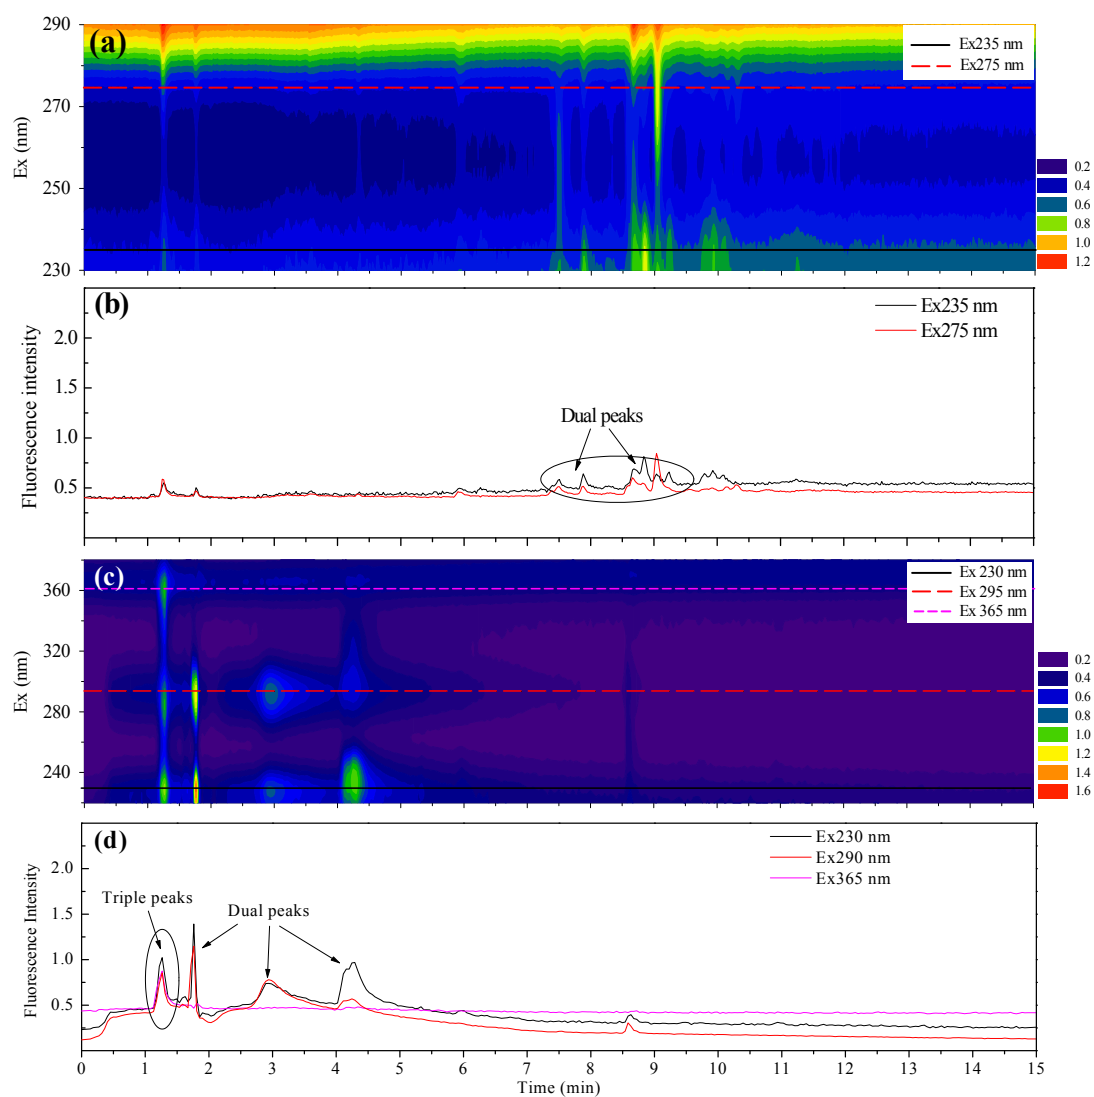 (a)
Ex235 nm
Ex275 nm
290
270
250
230
Ex (nm)
0.2
0.4
0.6
0.8
1.0
1.2
(b)
Ex235 nm
Ex275 nm
2.0
1.5
1.0
0.5
Fluorescence intensity
Dual peaks
(c)
Ex 230 nm
Ex 295 nm
Ex 365 nm
360
320
280
240
Ex (nm)
0.2
0.4
0.6
0.8
1.0
1.2
1.4
1.6
(d)
Ex230 nm
Ex290 nm
Ex365 nm
2.0
1.5
1.0
0.5
0.0
Fluorescence Intensity
Triple peaks
Dual peaks
0 1 2 3 4 5 6 7 8 9 10 11 12 13 14 15
Time (min)